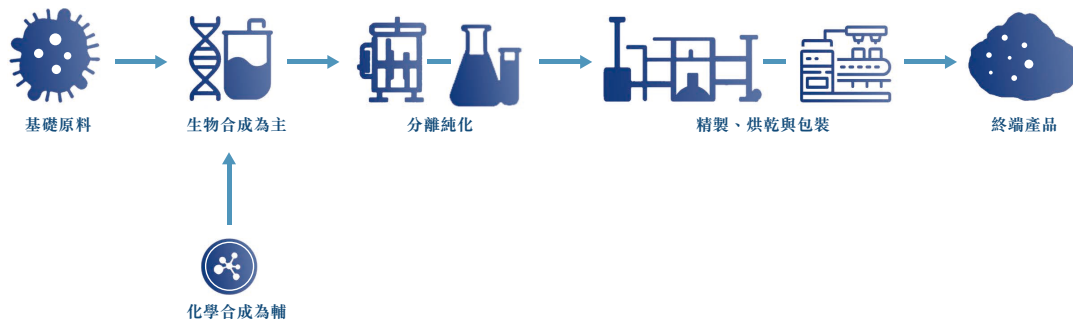 基礎原料
生物合成為主
分離純化
精製、烘乾與包裝
終端產品
化學合成為輔